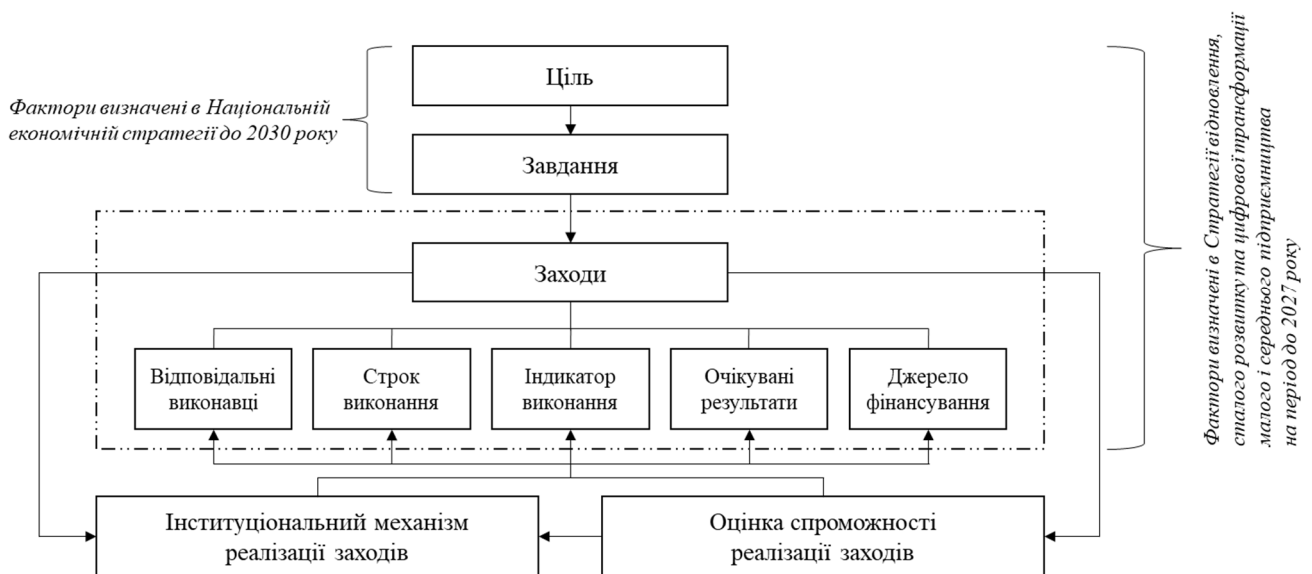 Ціль
Фактори визначені в Національній
економічній стратегії до 2030 року
Завдання
Заходи
Відповідальні
виконавці
Строк
виконання
Індикатор
виконання
Очікувані
результати
Джерело
фінансування
Інституціональний механізм
реалізації заходів
Оцінка спроможності
реалізації заходів
Фактори визначені в Стратегії відновлення,
сталого розвитку та цифрової трансформації
малого і середнього підприємництва
на період до 2027 року